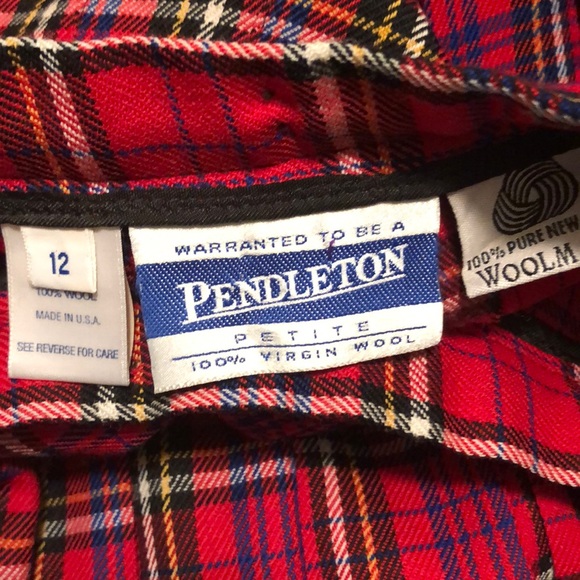 12
100% WOOL
MADE IN U.S.A.
SEE REVERSE FOR CARE
WARRANTED TO BE A
PENDLETON
PETITE
100% VIRGIN WOOL
100% PURE NEW
WOOLM